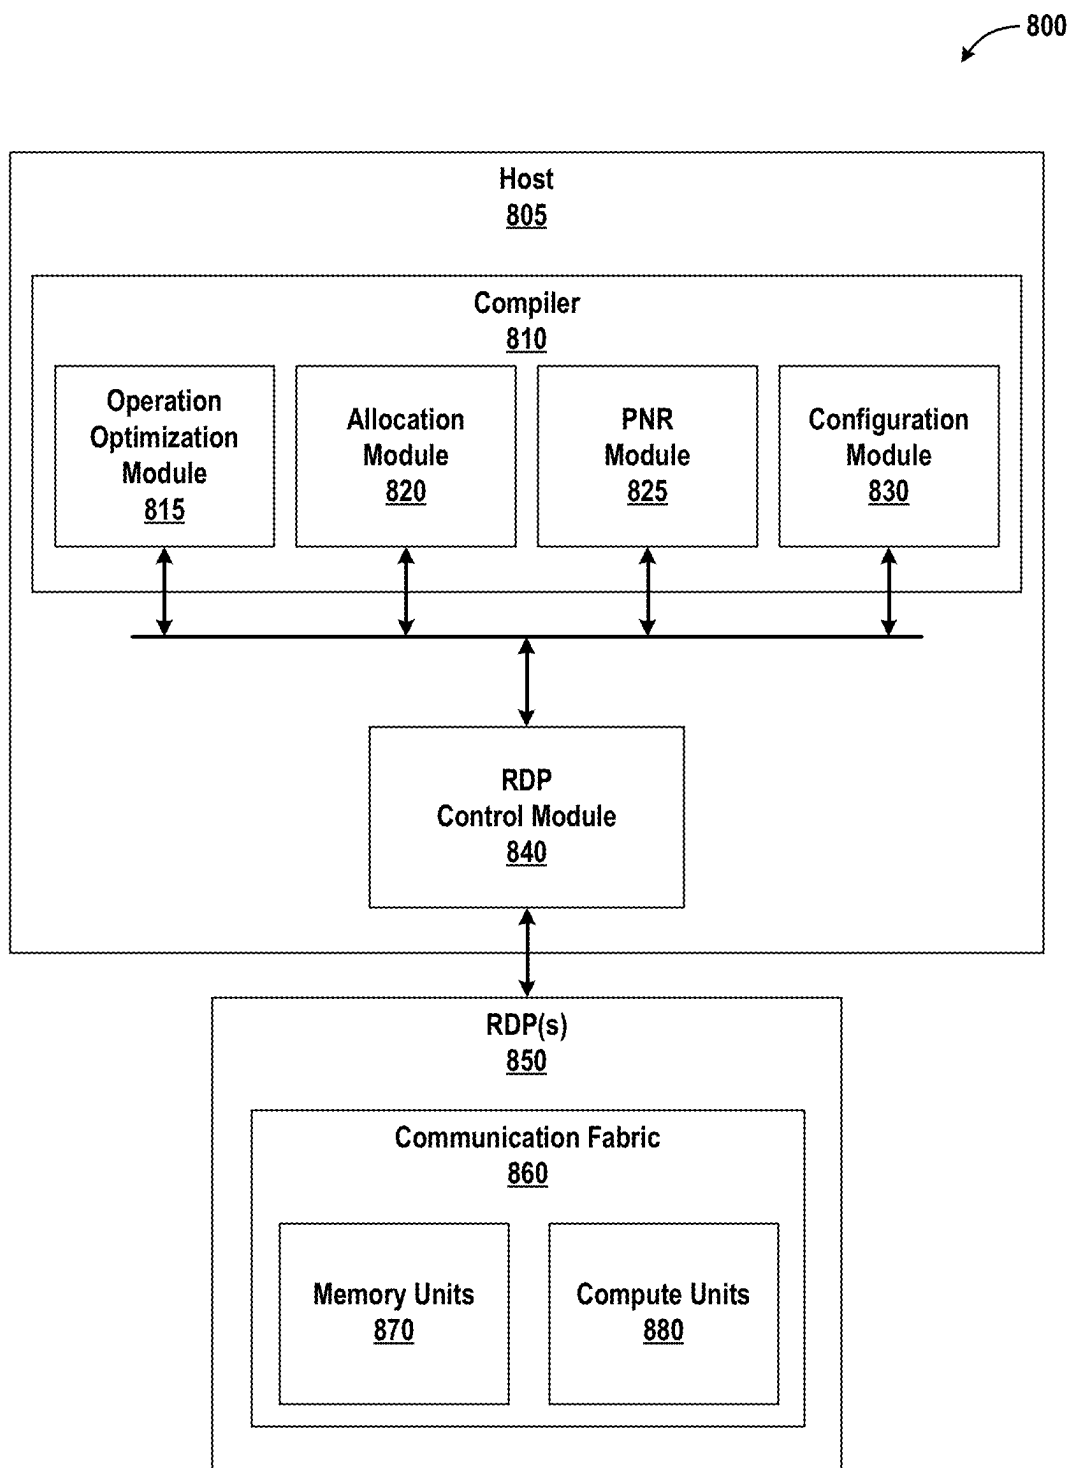 800
Host
805
Compiler
810
Operation
Optimization
Module
815
Allocation
Module
820
PNR
Module
825
Configuration
Module
830
RDP
Control Module
840
RDP(s)
850
Communication Fabric
860
Memory Units
870
Compute Units
880